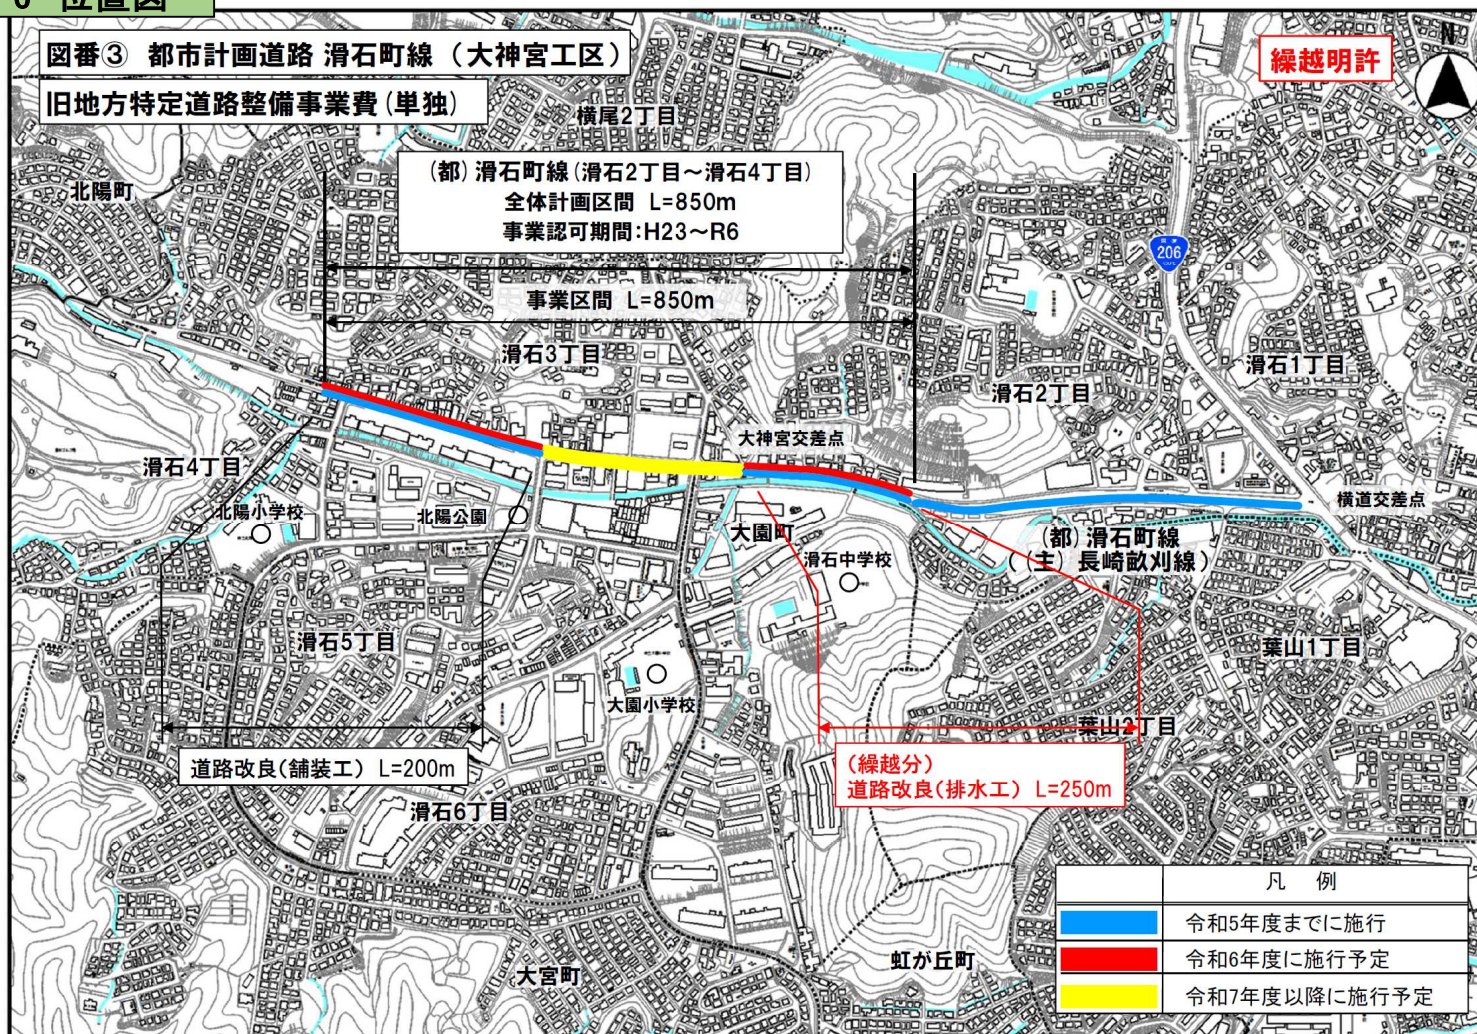 6 位置図
図番③ 都市計画道路 滑石町線（大神宮工区）
旧地方特定道路整備事業費(単独)
繰越明許
N
横尾2丁目
北陽町
(都)滑石町線(滑石2丁目～滑石4丁目)
全体計画区間 L=850m
事業認可期間:H23～R6
206
事業区間 L=850m
滑石3丁目
滑石1丁目
滑石2丁目
大神宮交差点
滑石4丁目
横道交差点
北陽小学校
北陽公園
大園町
(都)滑石町線
((主)長崎畝刈線)
滑石中学校
滑石5丁目
葉山1丁目
大園小学校
葉山2丁目
道路改良(舗装工) L=200m
(繰越分)
道路改良(排水工) L=250m
滑石6丁目
凡 例
令和5年度までに施行
令和6年度に施行予定
令和7年度以降に施行予定
虹が丘町
大宮町